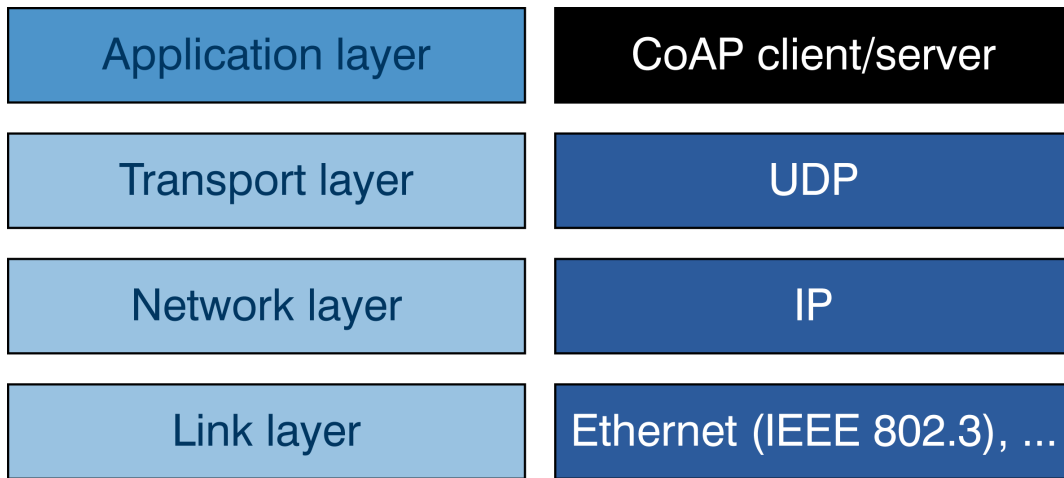 Application layer
CoAP client/server
Transport layer
UDP
Network layer
IP
Link layer
Ethernet (IEEE 802.3), ...